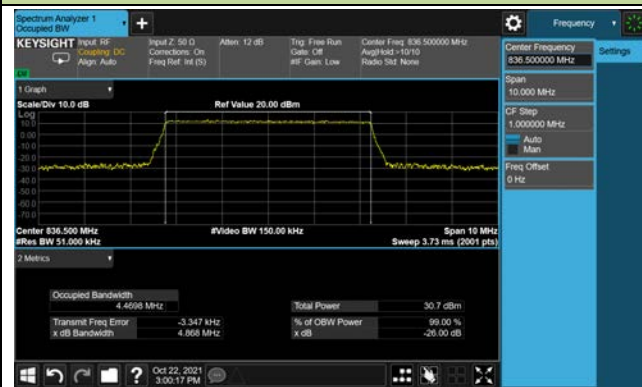 Spectrum Analyzer 1
Occupied BW
+
Frequency
KEYSIGHT
Input: RF
Coupling: DC
Align: Auto
Input Z: 50 Ω
Corrections: On
Freq Ref: Int (S)
Atten: 12 dB
Trig: Free Run
Gate: Off
#IF Gain: Low
Center Freq: 836.500000 MHz
Avg|Hold:>10/10
Radio Std: None
Center Frequency
836.500000 MHz
Settings
Span
10.000 MHz
CF Step
1.000000 MHz
Auto
Man
Freq Offset
0 Hz
1 Graph
Scale/Div 10.0 dB
Ref Value 20.00 dBm
Log
10.0
0.00
-10.0
-20.0
-30.0
-40.0
-50.0
-60.0
-70.0
Center 836.500 MHz
#Video BW 150.00 kHz
Span 10 MHz
#Res BW 51.000 kHz
Sweep 3.73 ms (2001 pts)
2 Metrics
Occupied Bandwidth
4.4698 MHz
Total Power
30.7 dBm
Transmit Freq Error
-3.347 kHz
% of OBW Power
99.00 %
x dB Bandwidth
4.868 MHz
x dB
-26.00 dB
?
Oct 22, 2021
3:00:17 PM